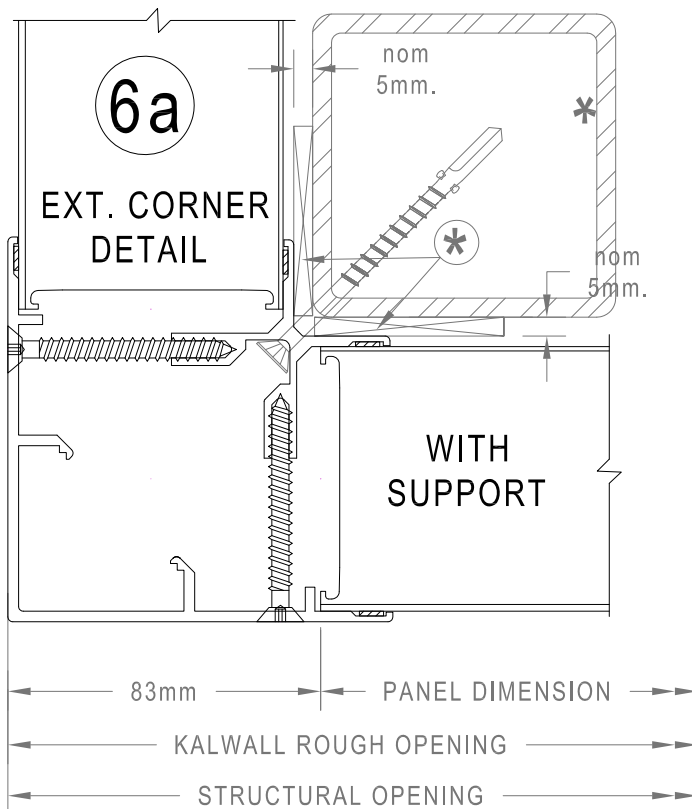 nom
5mm.
6a
*
EXT. CORNER
DETAIL
*
nom
5mm.
WITH
SUPPORT
83mm
PANEL DIMENSION
KALWALL ROUGH OPENING
STRUCTURAL OPENING